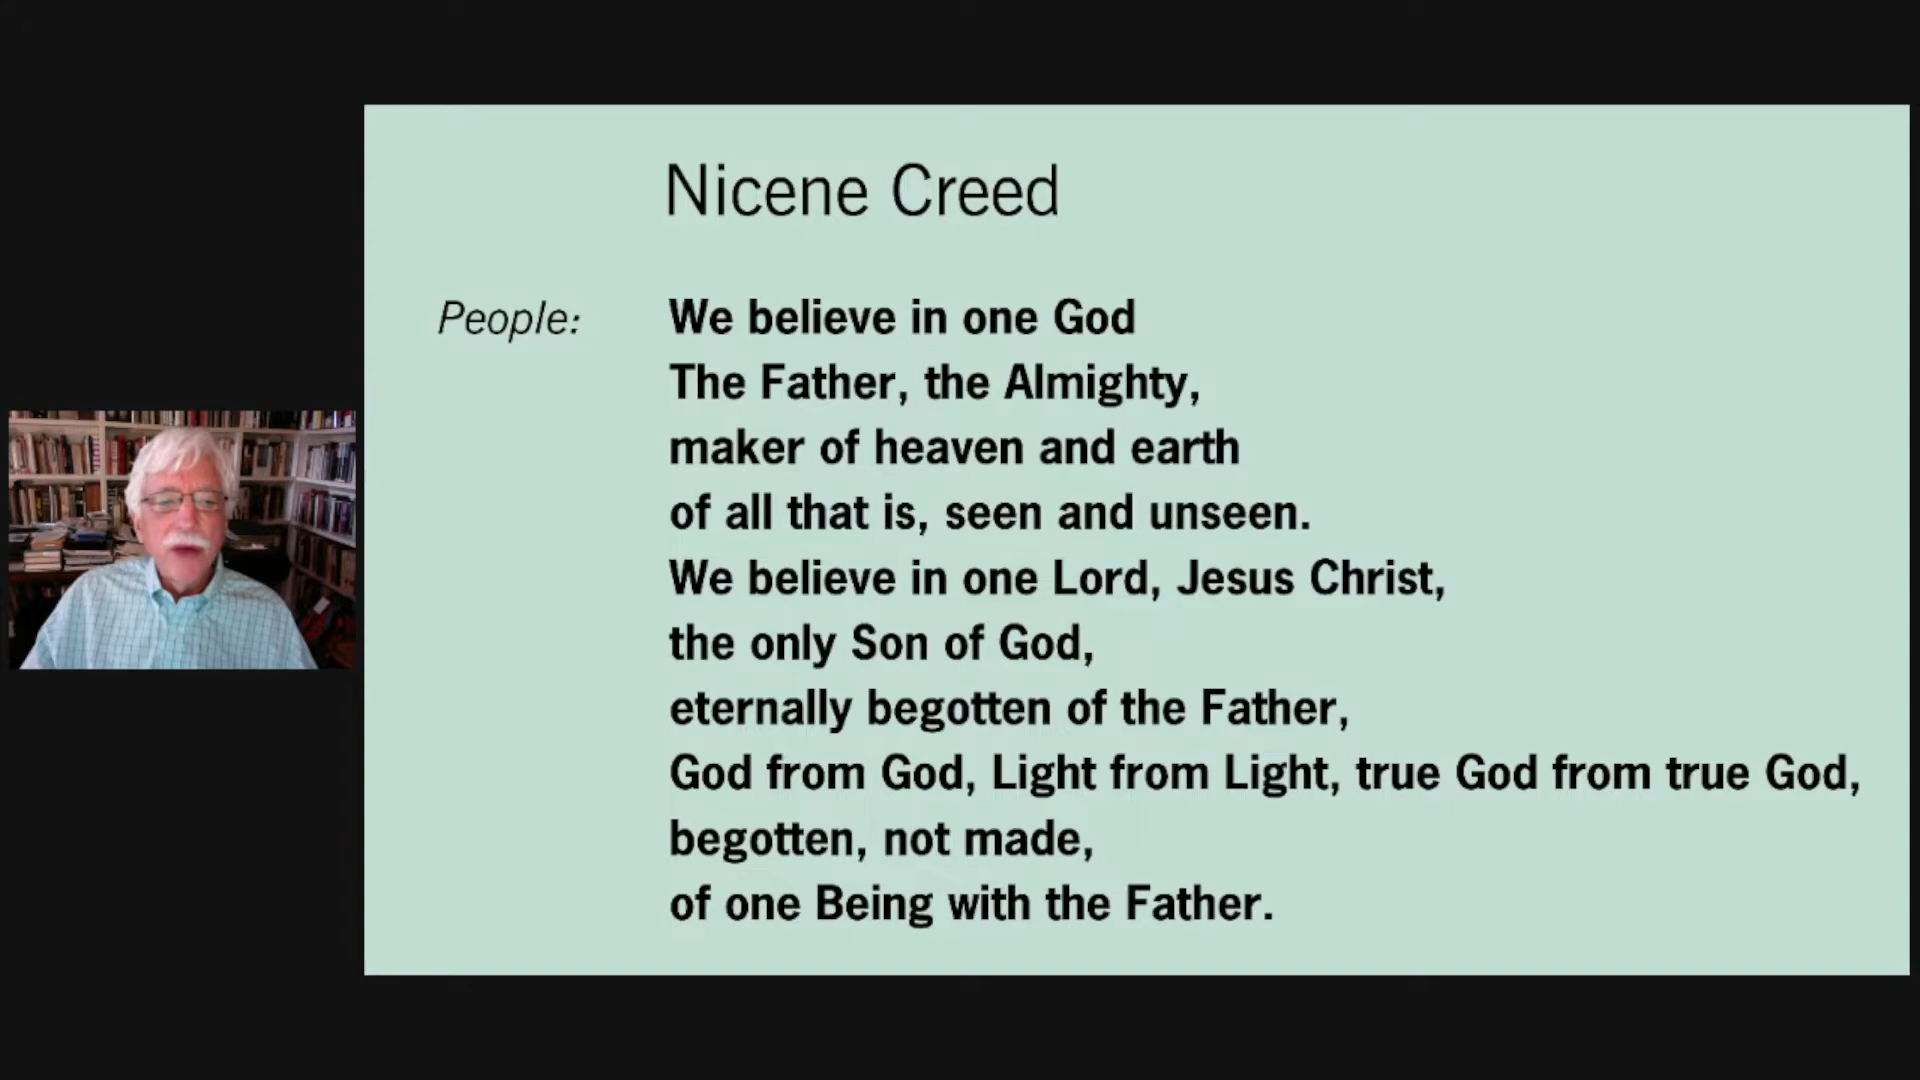 Nicene Creed
People: We believe in one God
The Father, the Almighty,
maker of heaven and earth
of all that is, seen and unseen.
We believe in one Lord, Jesus Christ,
the only Son of God,
eternally begotten of the Father,
God from God, Light from Light, true God from true God,
begotten, not made,
of one Being with the Father.